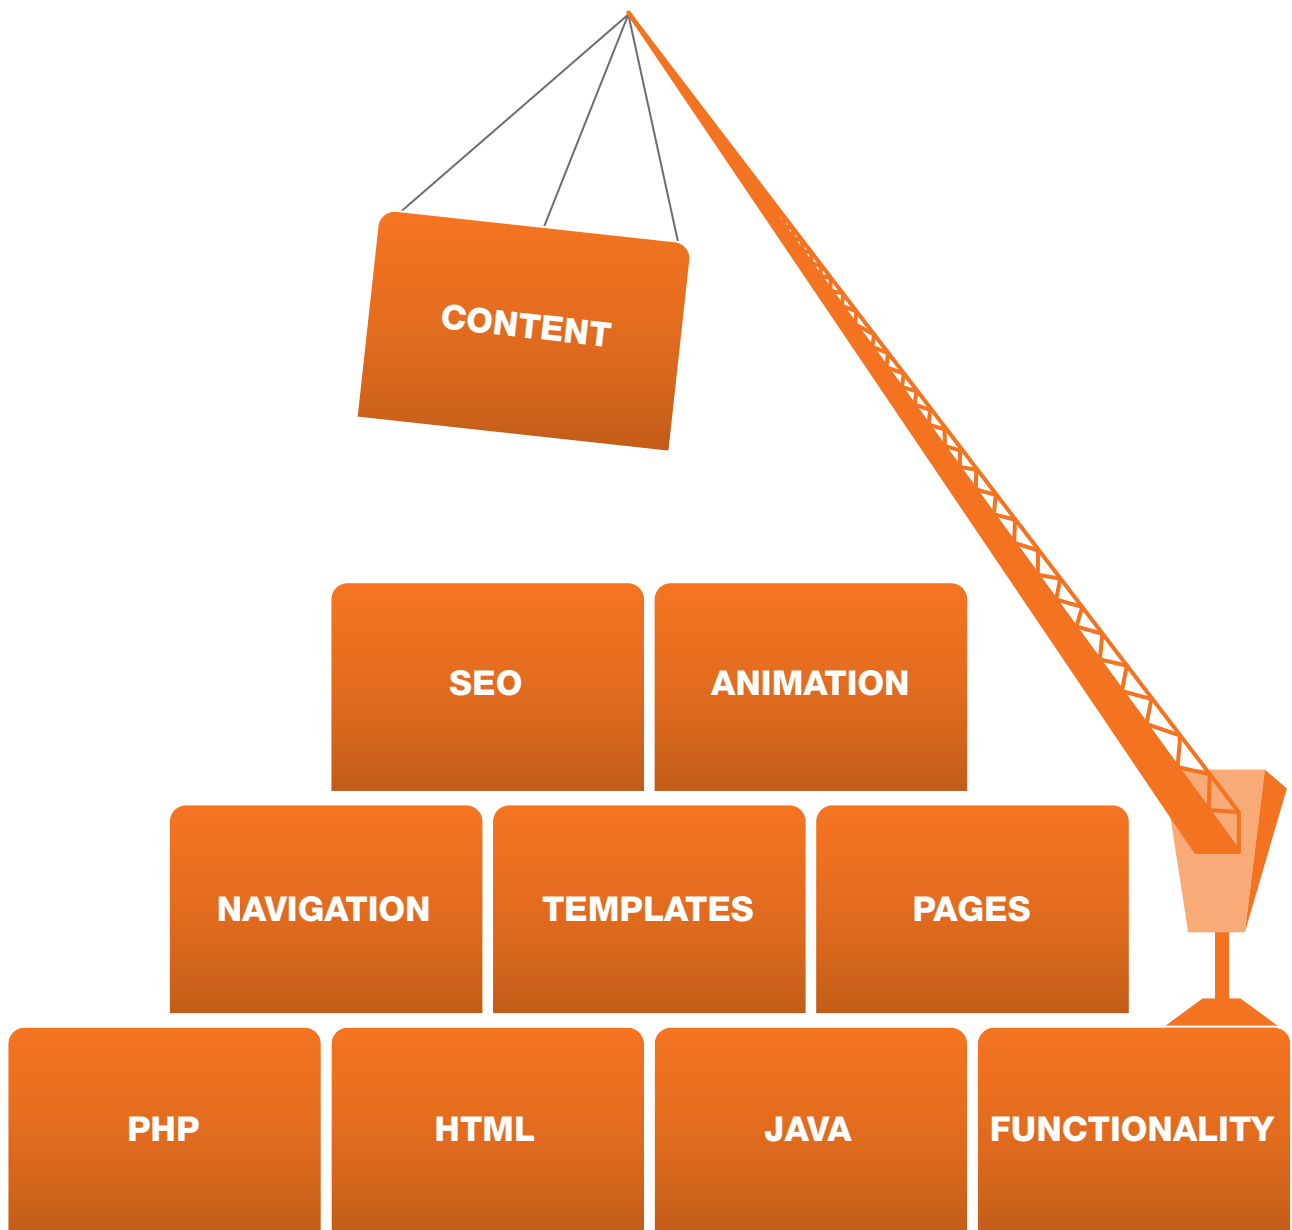 CONTENT
SEO
ANIMATION
NAVIGATION
TEMPLATES
PAGES
PHP
HTML
JAVA
FUNCTIONALITY